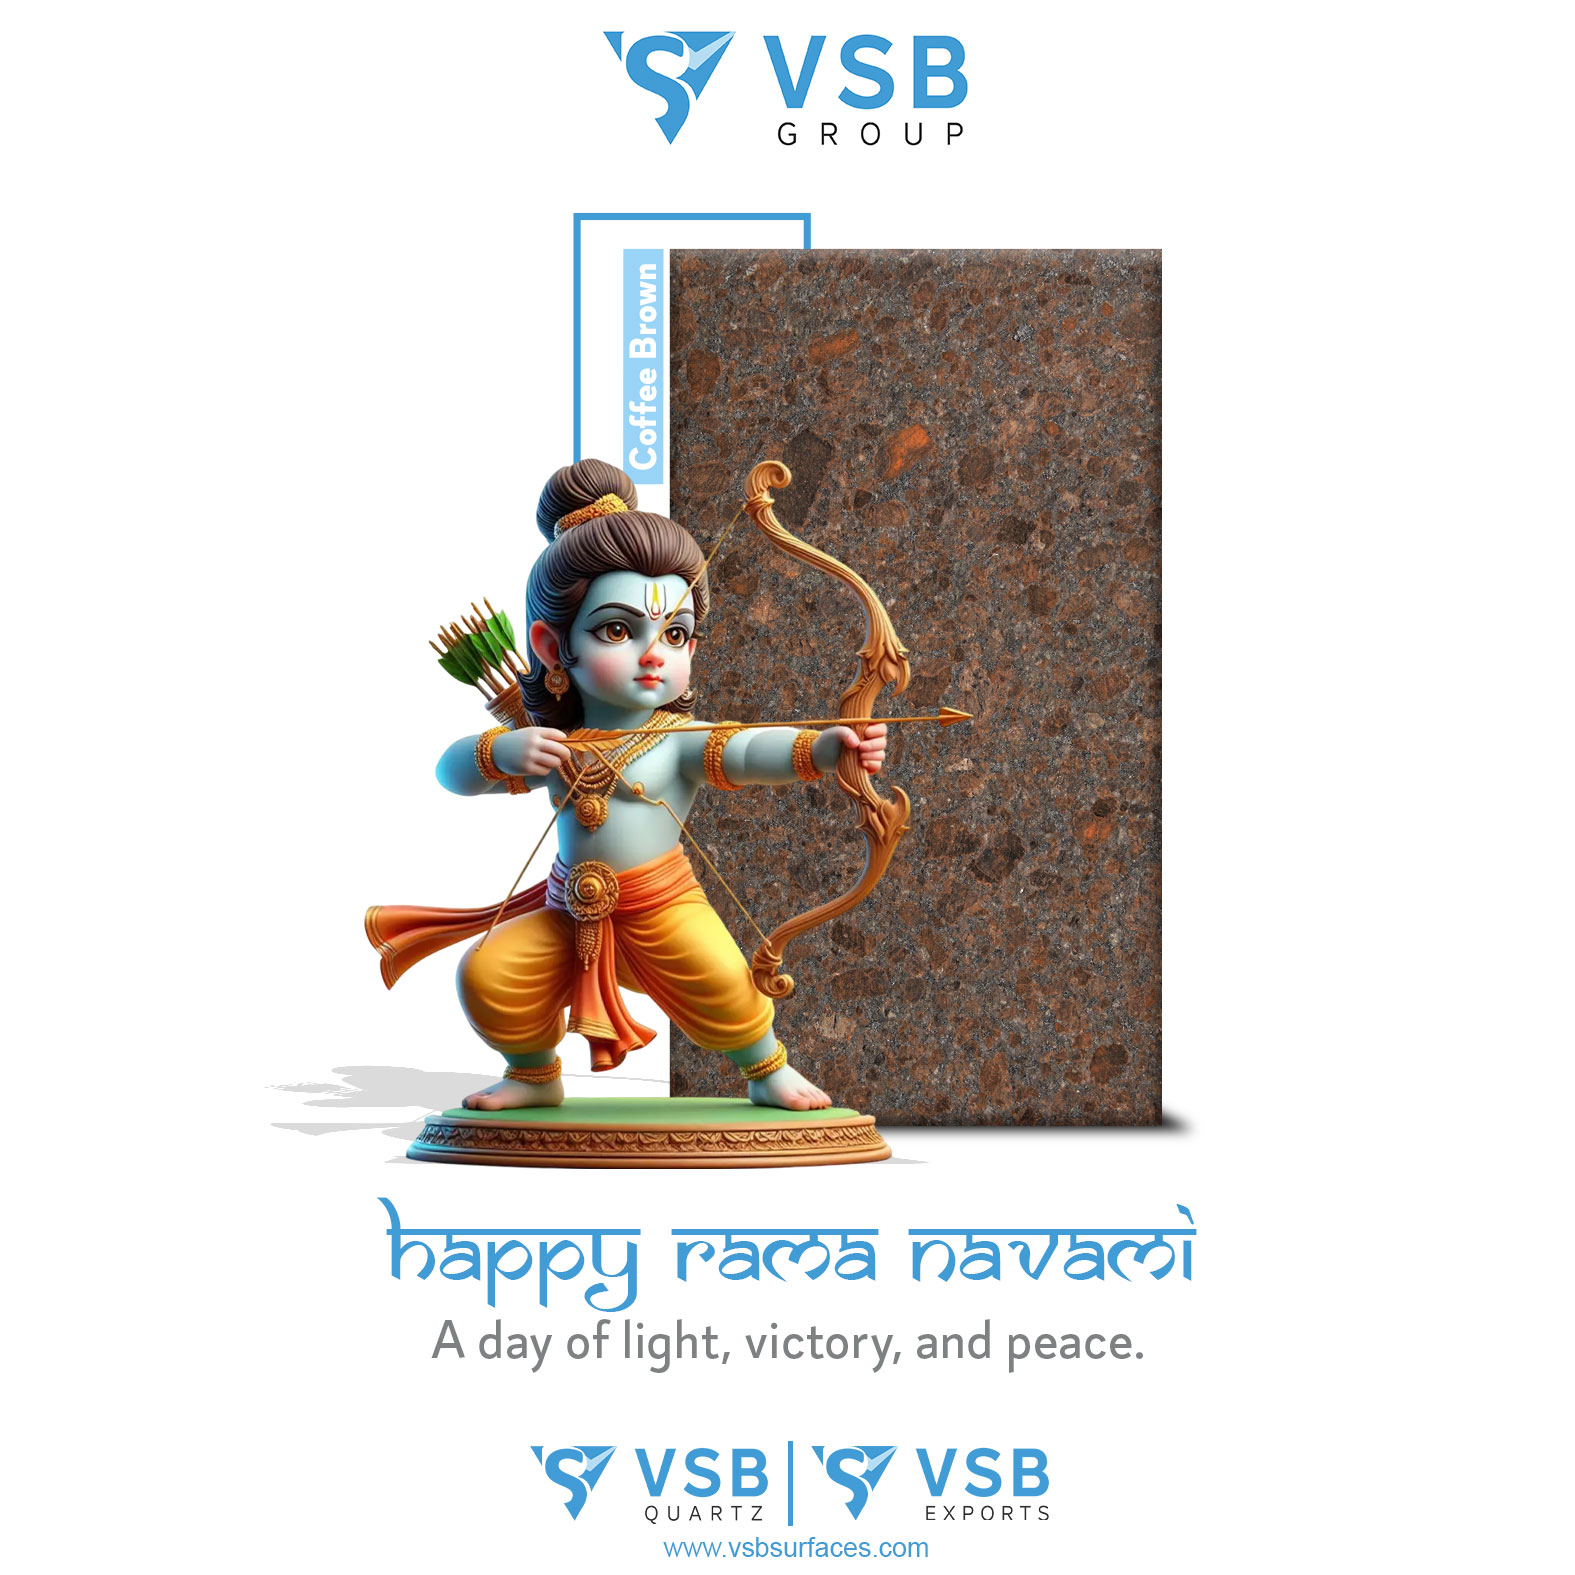 VSB
GROUP
Coffee Brown
happy rama navami
A day of light, victory, and peace.
VSB
QUARTZ
VSB
EXPORTS
www.vsbsurfaces.com